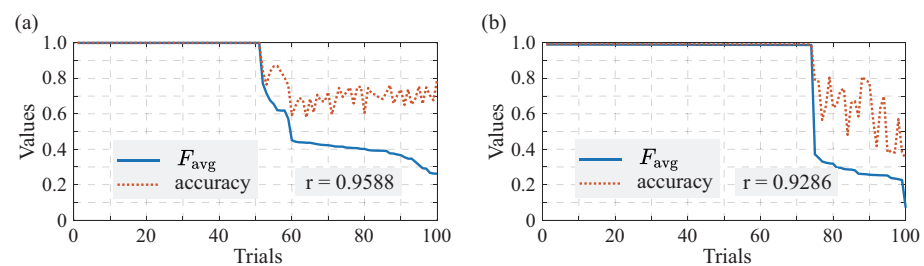 (a)
1.0
0.8
0.6
0.4
0.2
0
Values
F_avg
accuracy
r = 0.9588
0 20 40 60 80 100
Trials
(b)
1.0
0.8
0.6
0.4
0.2
0
Values
F_avg
accuracy
r = 0.9286
0 20 40 60 80 100
Trials